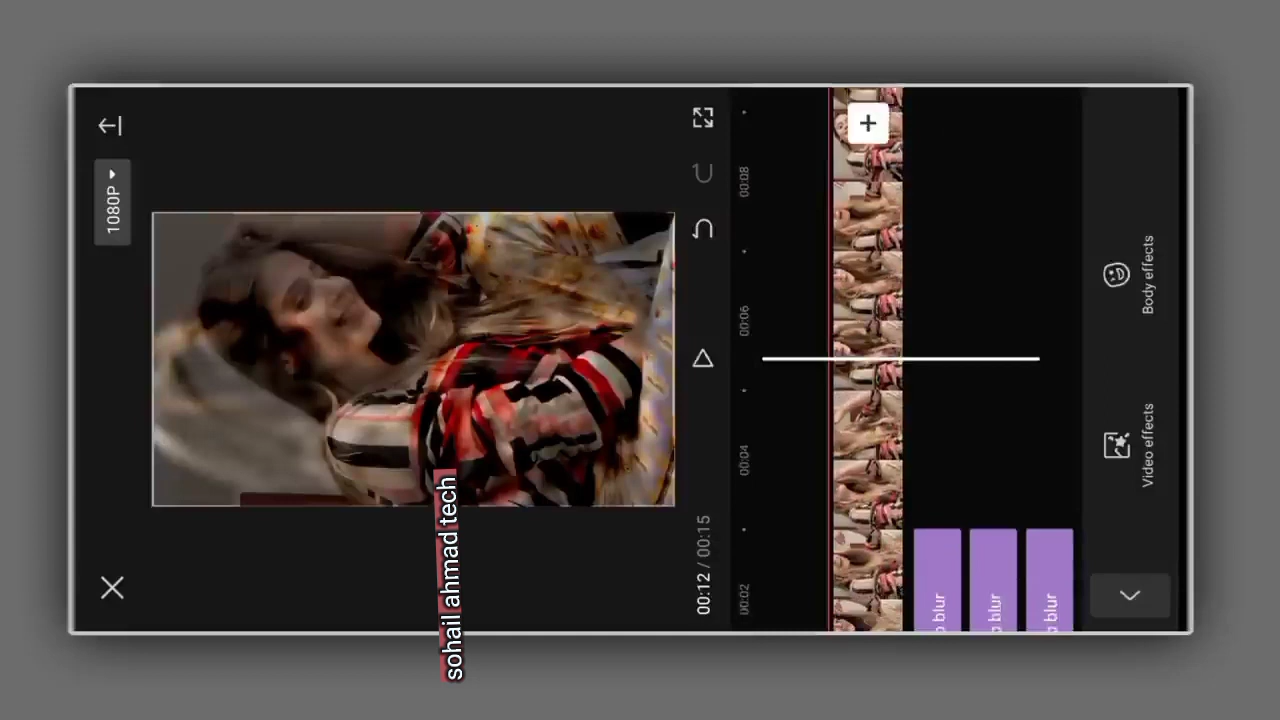 1080P
00:12 / 00:15
00:02
00:04
00:06
00:08
blur
blur
blur
Video effects
Body effects
sohail ahmad tech